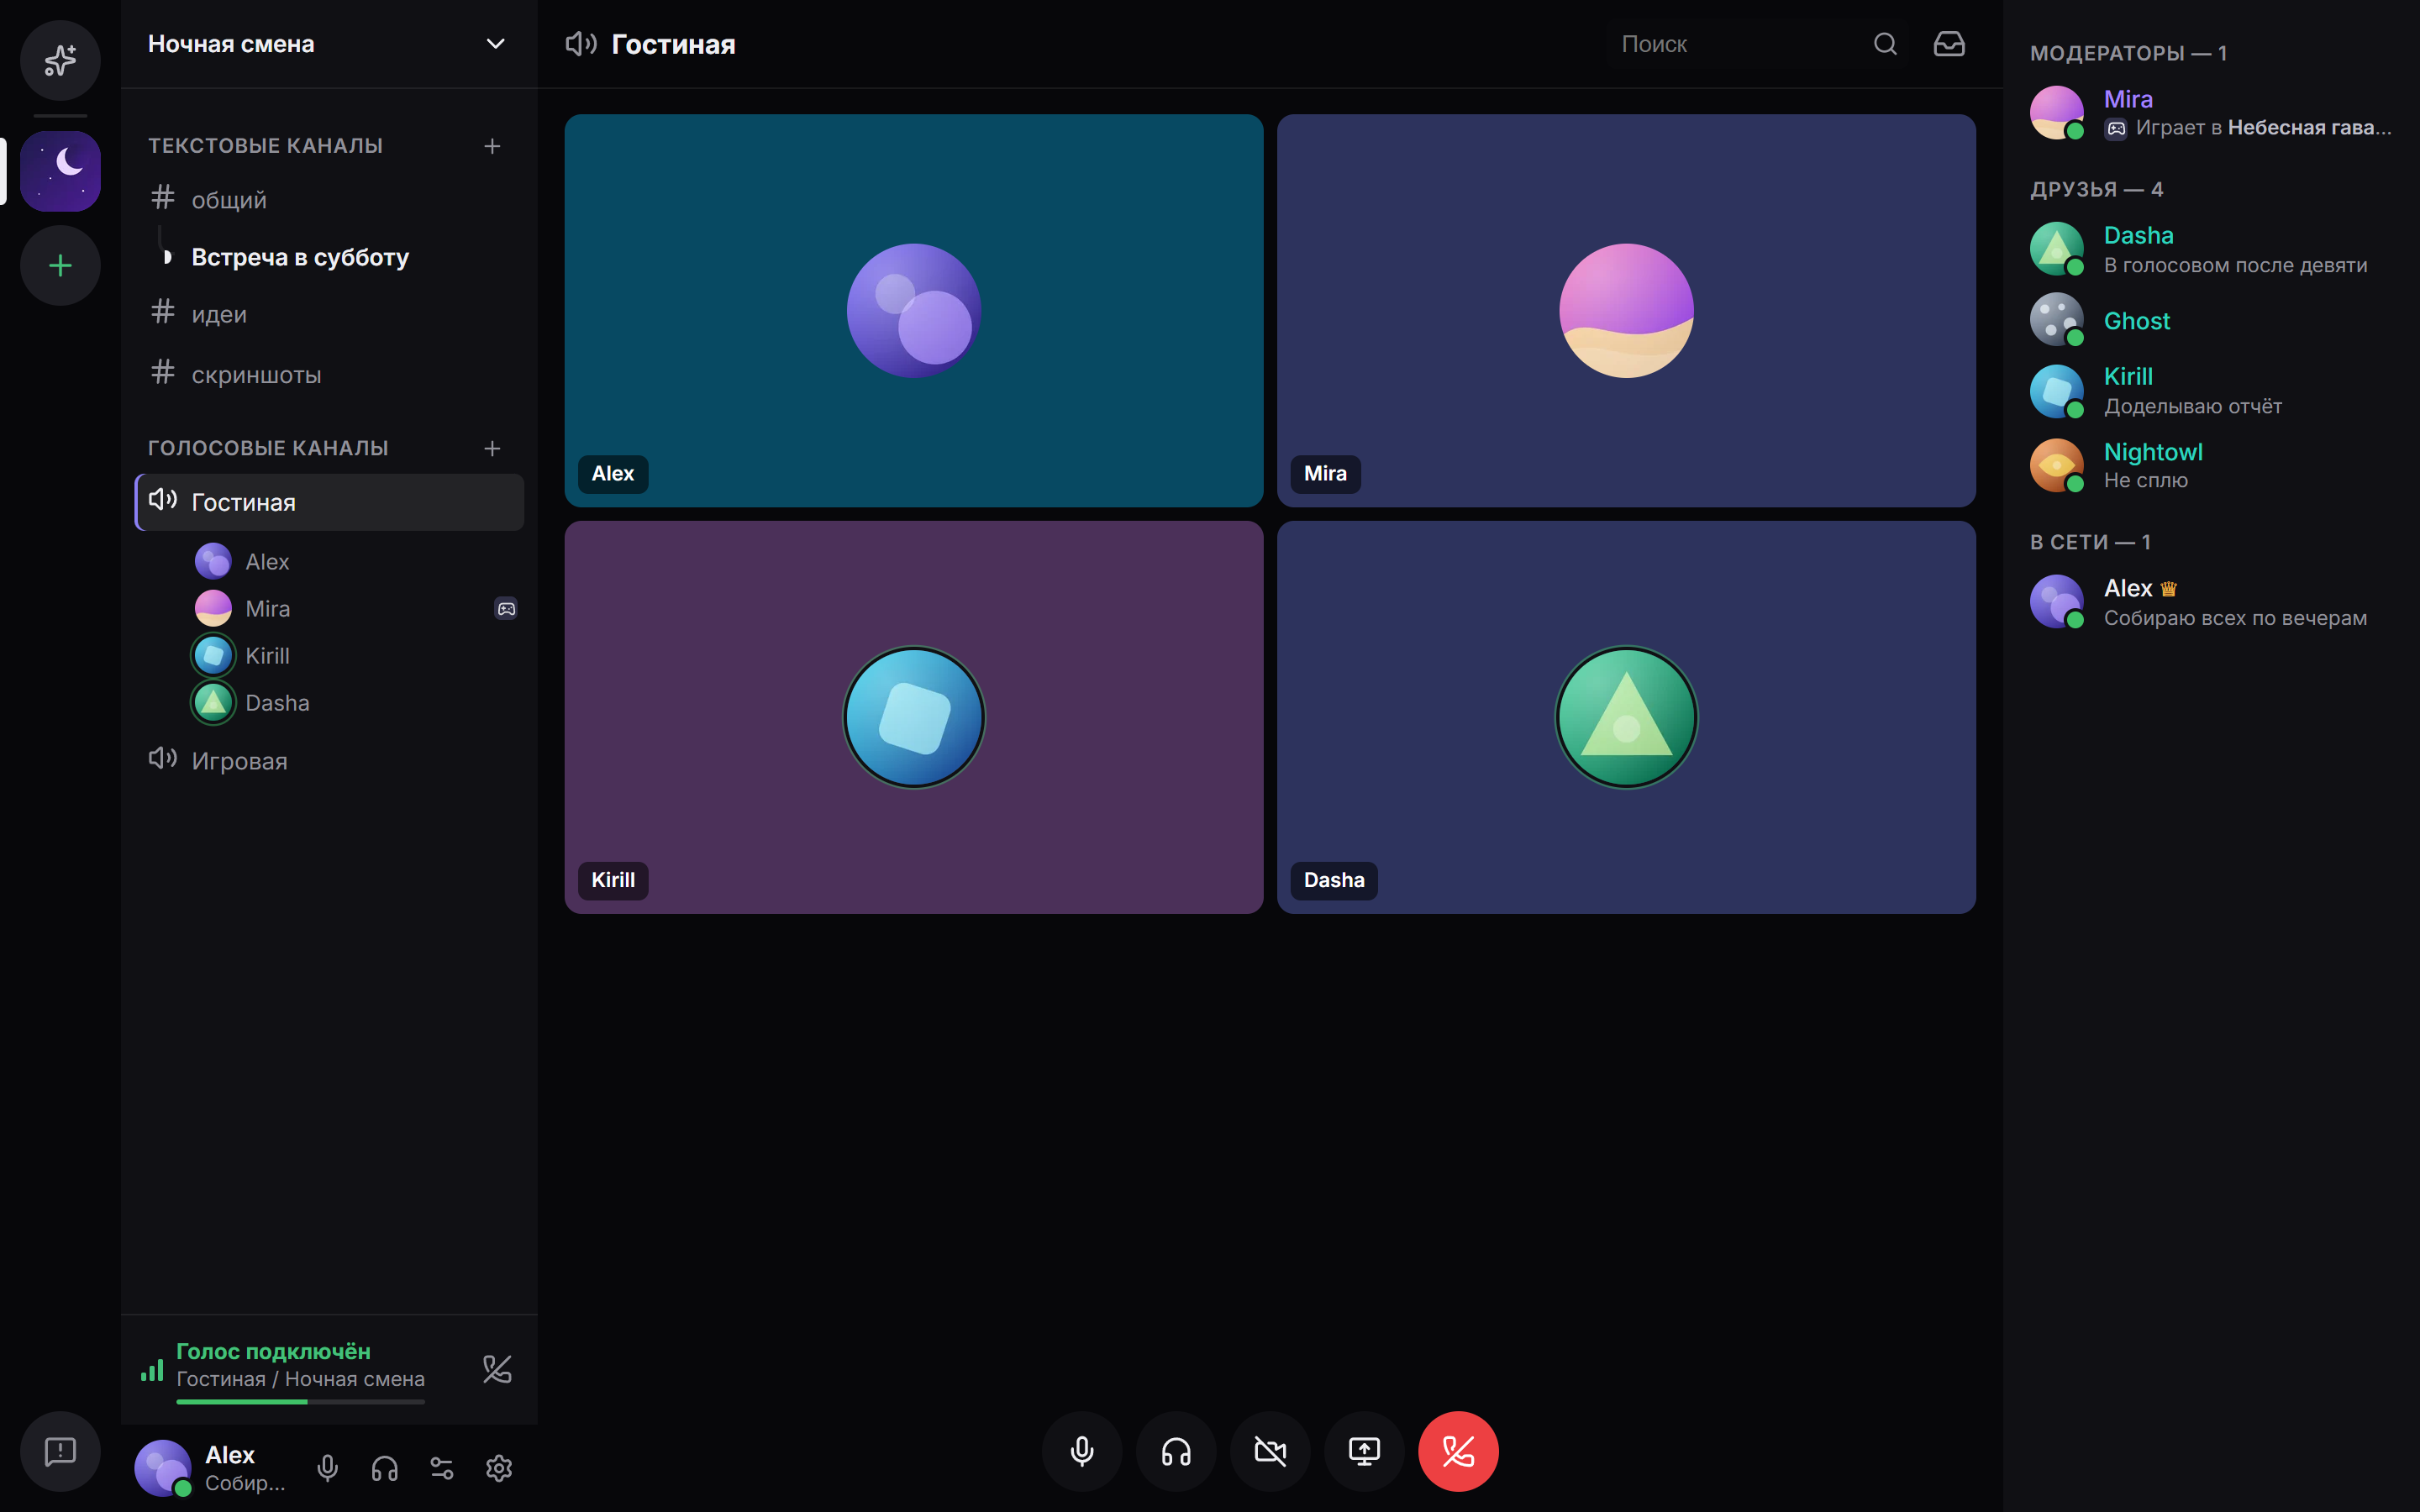 Ночная смена
ТЕКСТОВЫЕ КАНАЛЫ
общий
Встреча в субботу
идеи
скриншоты
ГОЛОСОВЫЕ КАНАЛЫ
Гостиная
Alex
Mira
Kirill
Dasha
Игровая
Голос подключён
Гостиная / Ночная смена
Alex
Собир...
Гостиная
Поиск
Alex
Mira
Kirill
Dasha
МОДЕРАТОРЫ — 1
Mira
Играет в Небесная гава...
ДРУЗЬЯ — 4
Dasha
В голосовом после девяти
Ghost
Kirill
Доделываю отчёт
Nightowl
Не сплю
В СЕТИ — 1
Alex
Собираю всех по вечерам